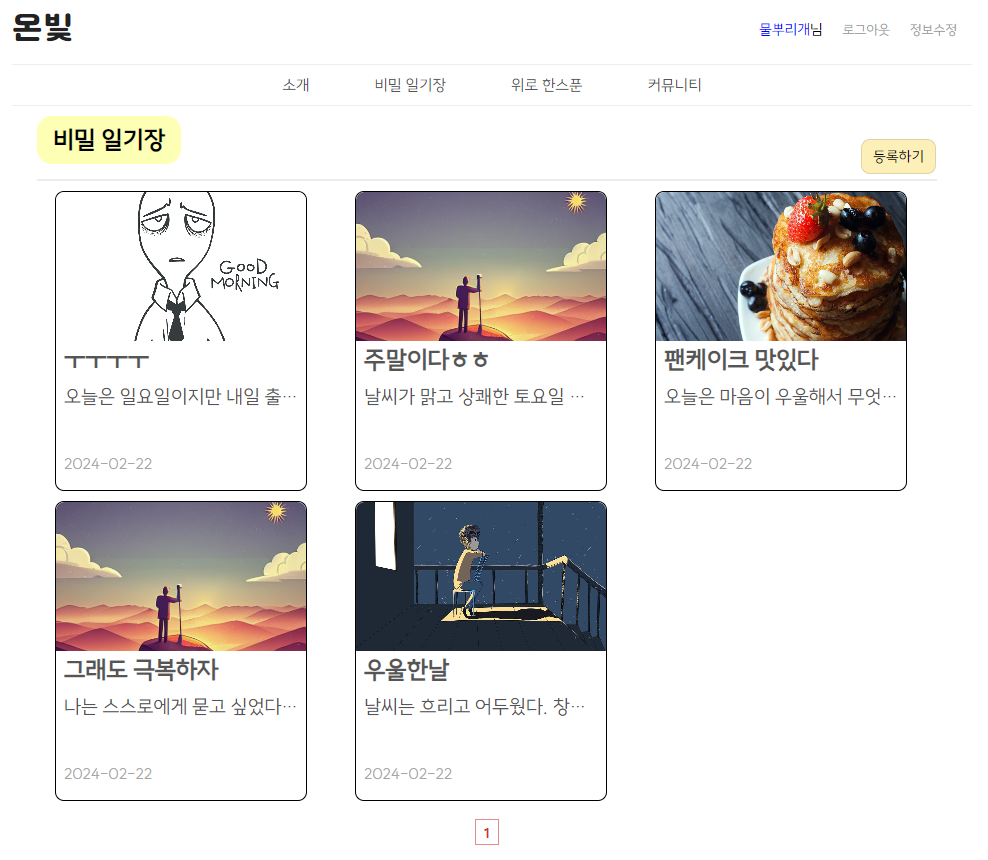 온빛
물뿌리개님 로그아웃 정보수정
소개 비밀 일기장 위로 한스푼 커뮤니티
비밀 일기장
등록하기
GOOD
MORNING
ㅜㅜㅜㅜ
오늘은 일요일이지만 내일 출…
2024-02-22
주말이다ㅎㅎ
날씨가 맑고 상쾌한 토요일 …
2024-02-22
팬케이크 맛있다
오늘은 마음이 우울해서 무엇…
2024-02-22
그래도 극복하자
나는 스스로에게 묻고 싶었다…
2024-02-22
우울한날
날씨는 흐리고 어두웠다. 창…
2024-02-22
1